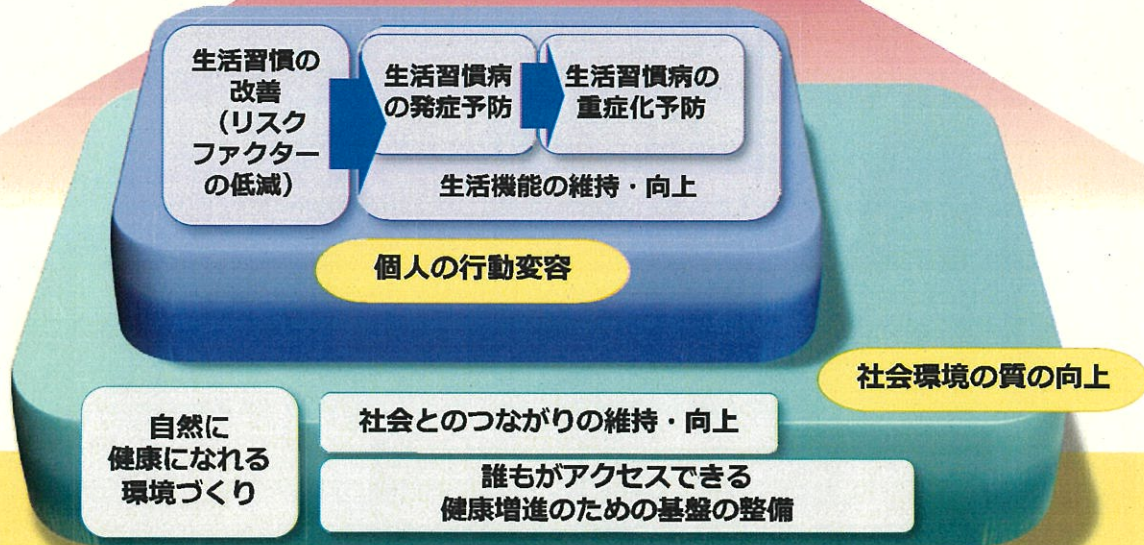 生活習慣の
改善
（リスク
ファクター
の低減）
生活習慣病
の発症予防
生活習慣病の
重症化予防
生活機能の維持・向上
個人の行動変容
社会環境の質の向上
自然に
健康になれる
環境づくり
社会とのつながりの維持・向上
誰もがアクセスできる
健康増進のための基盤の整備